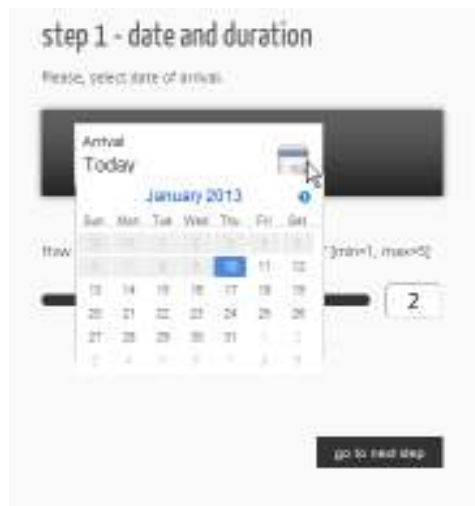 step 1 - date and duration
Please, select date of arrival.
Arrival
Today
January 2013
Sun Mon Tue Wed Thu Fri Sat
10 11 12
13 14 15 16 17 18 19
20 21 22 23 24 25 26
27 28 29 30 31
How
[min=1, max=5]
2
go to next step